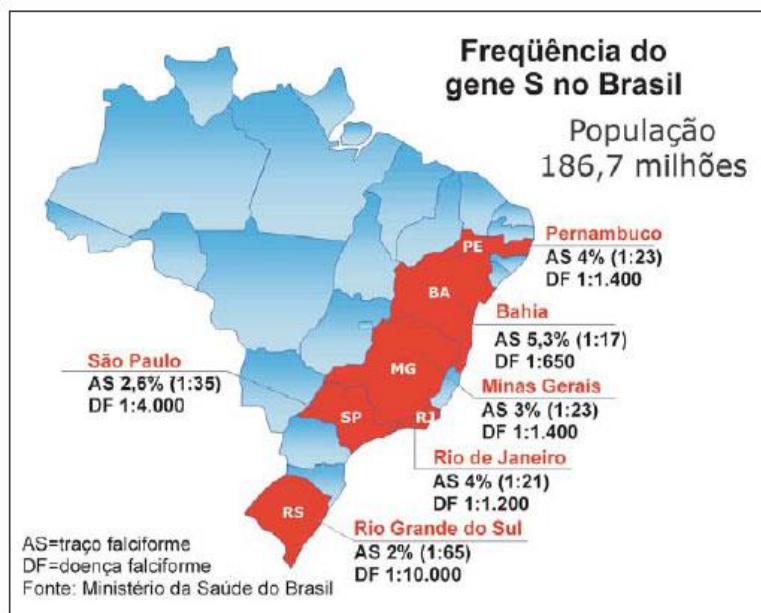 Freqüência do
gene S no Brasil
População
186,7 milhões
PE
Pernambuco
AS 4% (1:23)
DF 1:1.400
BA
Bahia
AS 5,3% (1:17)
DF 1:650
São Paulo
AS 2,6% (1:35)
DF 1:4.000
MG
Minas Gerais
AS 3% (1:23)
DF 1:1.400
SP
RJ
Rio de Janeiro
AS 4% (1:21)
DF 1:1.200
RS
Rio Grande do Sul
AS 2% (1:65)
DF 1:10.000
AS=traço falciforme
DF=doença falciforme
Fonte: Ministério da Saúde do Brasil